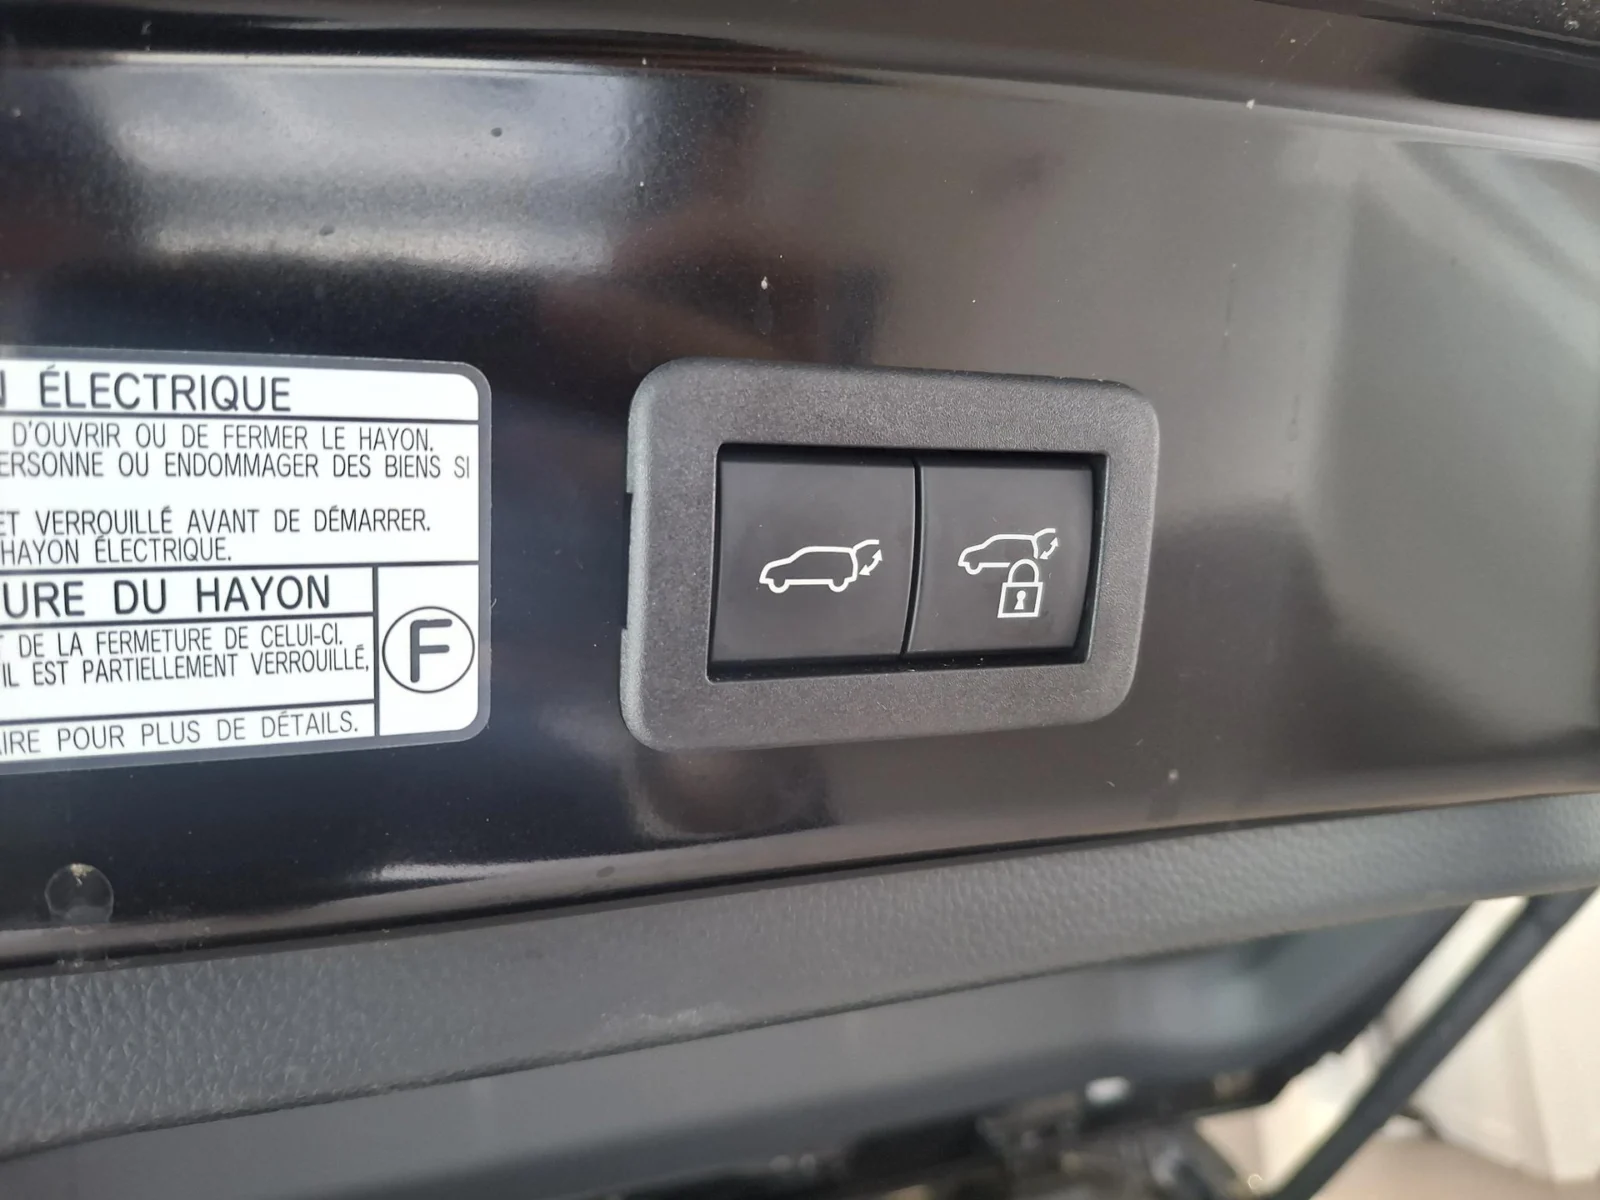 ÉLECTRIQUE
D'OUVRIR OU DE FERMER LE HAYON.
ERSONNE OU ENDOMMAGER DES BIENS SI
ET VERROUILLÉ AVANT DE DÉMARRER.
HAYON ÉLECTRIQUE.
URE DU HAYON
DE LA FERMETURE DE CELUI-CI.
IL EST PARTIELLEMENT VERROUILLÉ,
F
IRE POUR PLUS DE DÉTAILS.